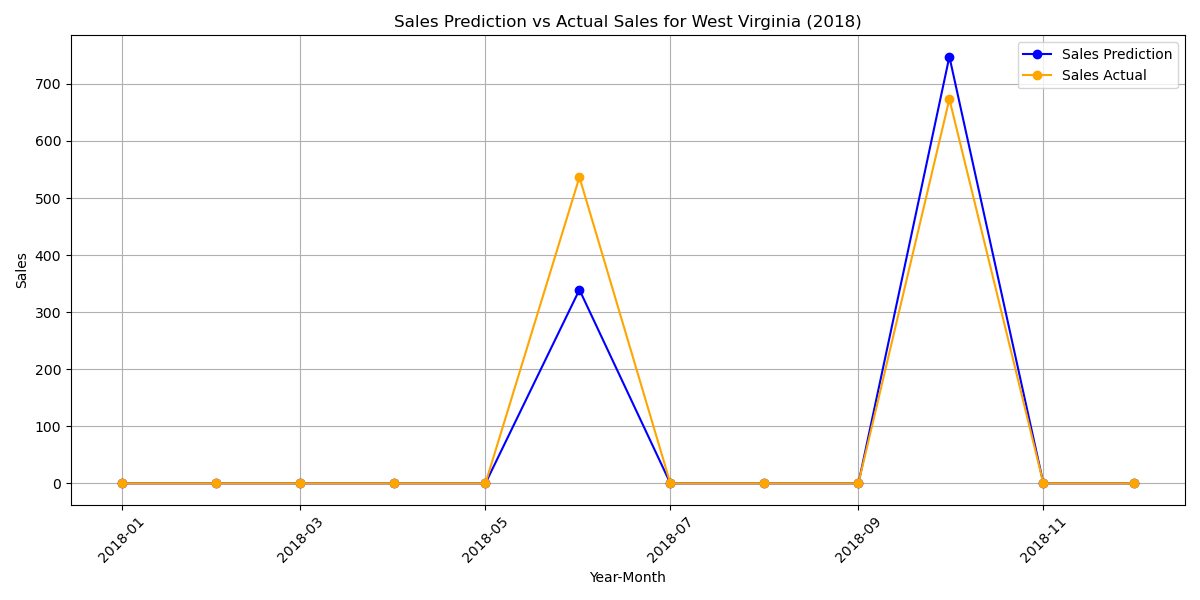 Sales Prediction vs Actual Sales for West Virginia (2018)
Sales Prediction
Sales Actual
700
600
500
400
300
200
100
0
Sales
2018-01
2018-03
2018-05
2018-07
2018-09
2018-11
Year-Month